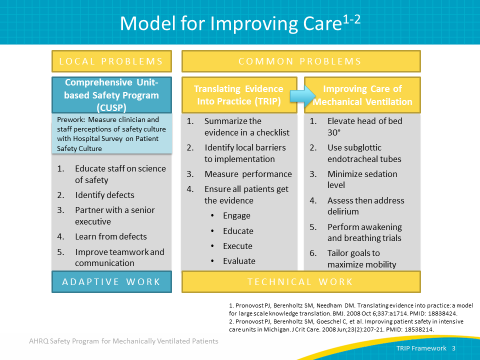 Model for Improving Care1-2
LOCAL PROBLEMS
COMMON PROBLEMS
Comprehensive Unit-
based Safety Program
(CUSP)
Prework: Measure clinician and
staff perceptions of safety culture
with Hospital Survey on Patient
Safety Culture
1. Educate staff on science
of safety
2. Identify defects
3. Partner with a senior
executive
4. Learn from defects
5. Improve teamwork and
communication
ADAPTIVE WORK
Translating Evidence
Into Practice (TRIP)
1. Summarize the
evidence in a checklist
2. Identify local barriers
to implementation
3. Measure performance
4. Ensure all patients get
the evidence
• Engage
• Educate
• Execute
• Evaluate
Improving Care of
Mechanical Ventilation
1. Elevate head of bed
30°
2. Use subglottic
endotracheal tubes
3. Minimize sedation
level
4. Assess then address
delirium
5. Perform awakening
and breathing trials
6. Tailor goals to
maximize mobility
TECHNICAL WORK
1. Pronovost PJ, Berenholtz SM, Needham DM. Translating evidence into practice: a model
for large scale knowledge translation. BMJ. 2008 Oct 6;337:a1714. PMID: 18838424.
2. Pronovost PJ, Berenholtz SM, Goeschel C, et al. Improving patient safety in intensive
care units in Michigan. J Crit Care. 2008 Jun;23(2):207-21. PMID: 18538214.
AHRQ Safety Program for Mechanically Ventilated Patients
TRIP Framework 3